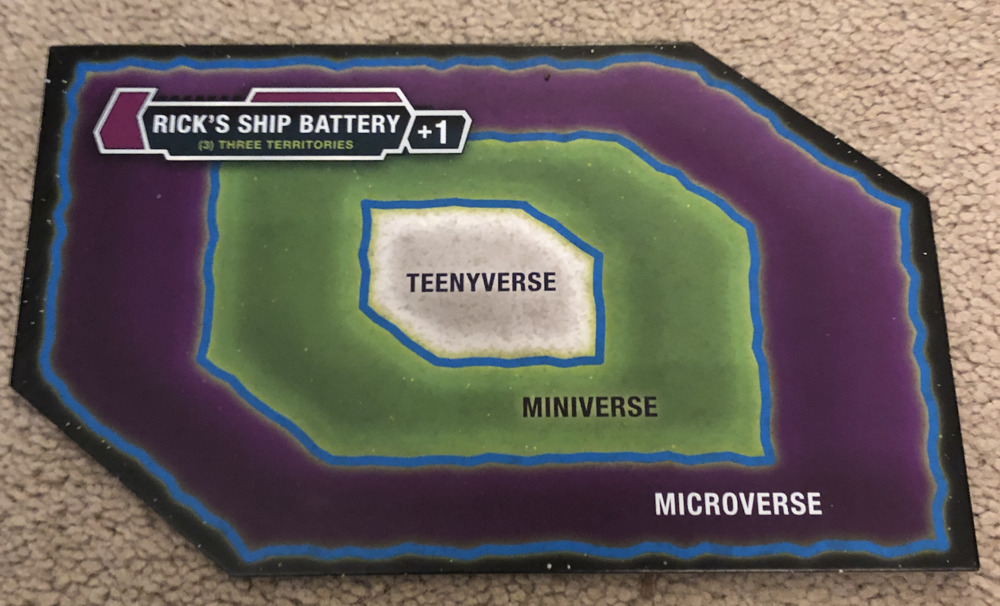 RICK'S SHIP BATTERY +1
(3) THREE TERRITORIES
TEENYVERSE
MINIVERSE
MICROVERSE